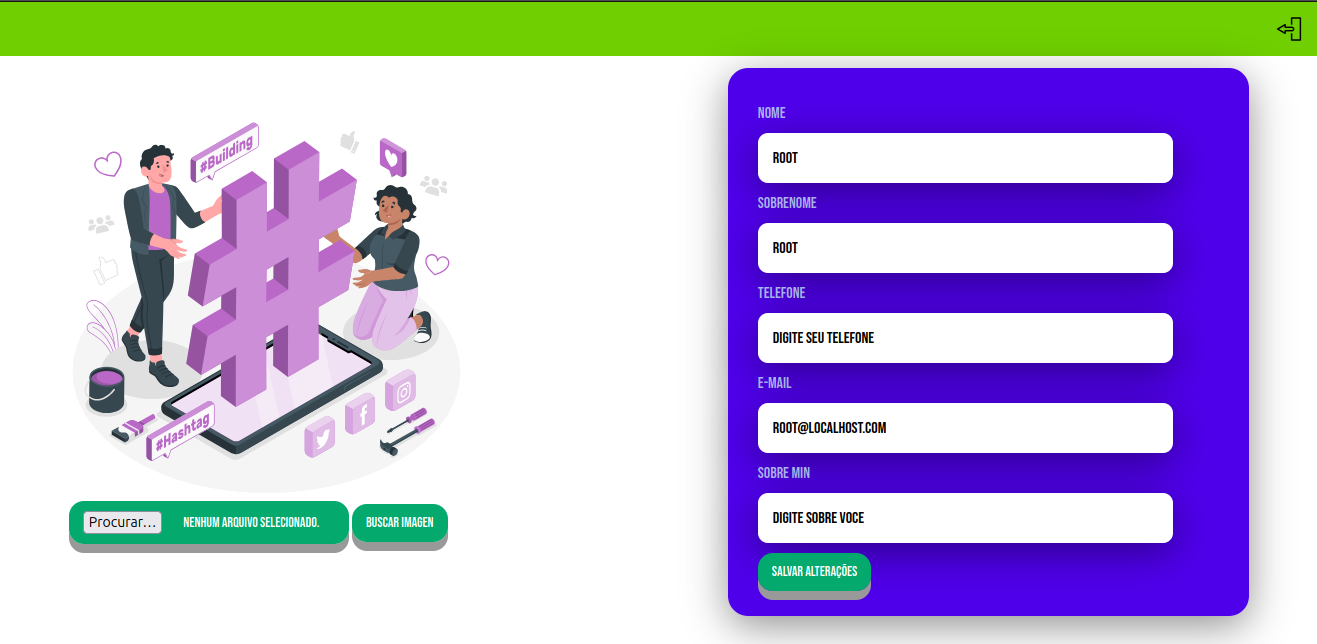 #Building
#Hashtag
Procurar... NENHUM ARQUIVO SELECIONADO.
BUSCAR IMAGEN
NOME
ROOT
SOBRENOME
ROOT
TELEFONE
DIGITE SEU TELEFONE
E-MAIL
ROOT@LOCALHOST.COM
SOBRE MIN
DIGITE SOBRE VOCE
SALVAR ALTERAÇÕES